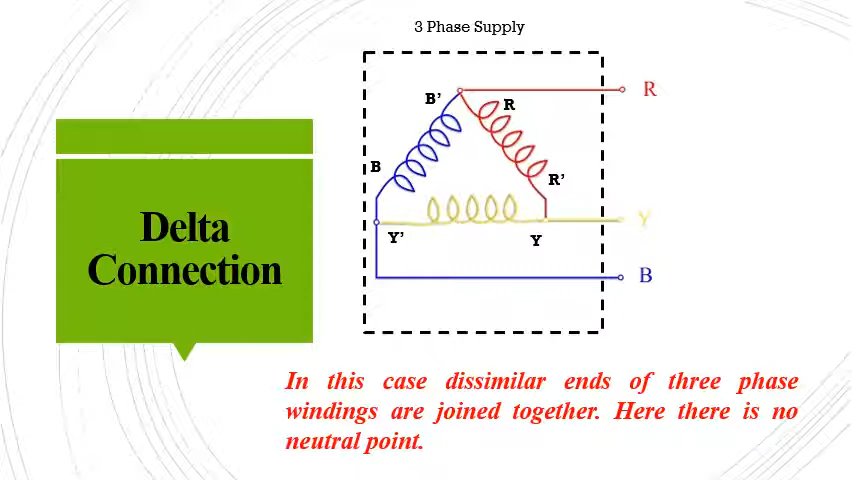 3 Phase Supply
B’
R
R
B
R’
Delta
Connection
Y’
Y
Y
B
In this case dissimilar ends of three phase
windings are joined together. Here there is no
neutral point.